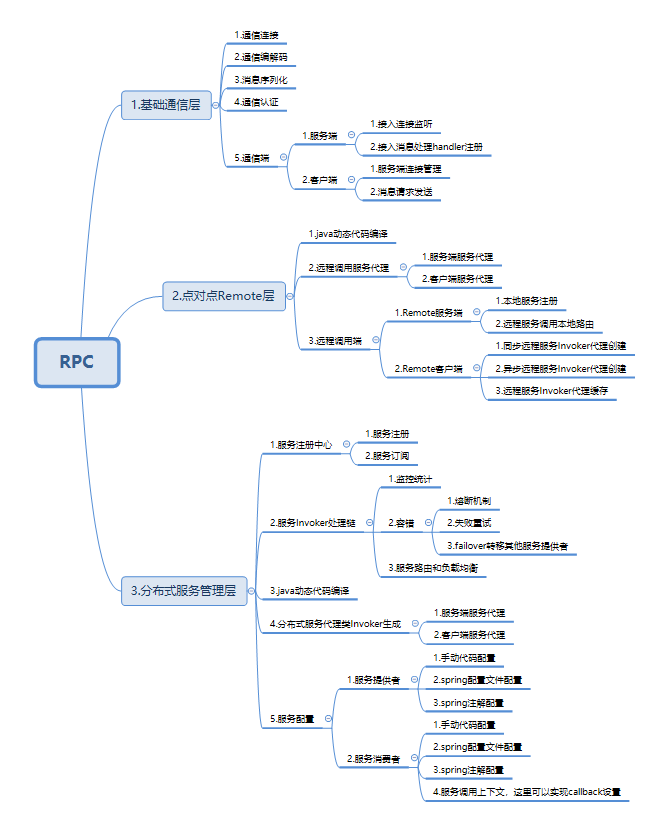 RPC
1.基础通信层
1.通信连接
2.通信编解码
3.消息序列化
4.通信认证
5.通信端
1.服务端
1.接入连接监听
2.接入消息处理handler注册
2.客户端
1.服务端连接管理
2.消息请求发送
2.点对点Remote层
1.java动态代码编译
2.远程调用服务代理
1.服务端服务代理
2.客户端服务代理
3.远程调用端
1.Remote服务端
1.本地服务注册
2.远程服务调用本地路由
2.Remote客户端
1.同步远程服务Invoker代理创建
2.异步远程服务Invoker代理创建
3.远程服务Invoker代理缓存
3.分布式服务管理层
1.服务注册中心
1.服务注册
2.服务订阅
2.服务Invoker处理链
1.监控统计
2.容错
1.熔断机制
2.失败重试
3.failover转移其他服务提供者
3.服务路由和负载均衡
3.java动态代码编译
4.分布式服务代理类Invoker生成
1.服务端服务代理
2.客户端服务代理
5.服务配置
1.服务提供者
1.手动代码配置
2.spring配置文件配置
3.spring注解配置
2.服务消费者
1.手动代码配置
2.spring配置文件配置
3.spring注解配置
4.服务调用上下文，这里可以实现callback设置